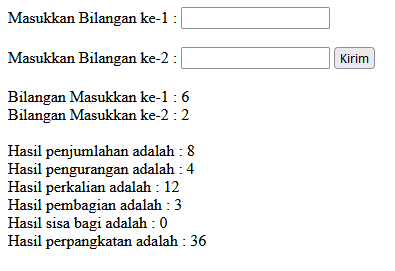 Masukkan Bilangan ke-1 :
Masukkan Bilangan ke-2 : Kirim
Bilangan Masukkan ke-1 : 6
Bilangan Masukkan ke-2 : 2
Hasil penjumlahan adalah : 8
Hasil pengurangan adalah : 4
Hasil perkalian adalah : 12
Hasil pembagian adalah : 3
Hasil sisa bagi adalah : 0
Hasil perpangkatan adalah : 36